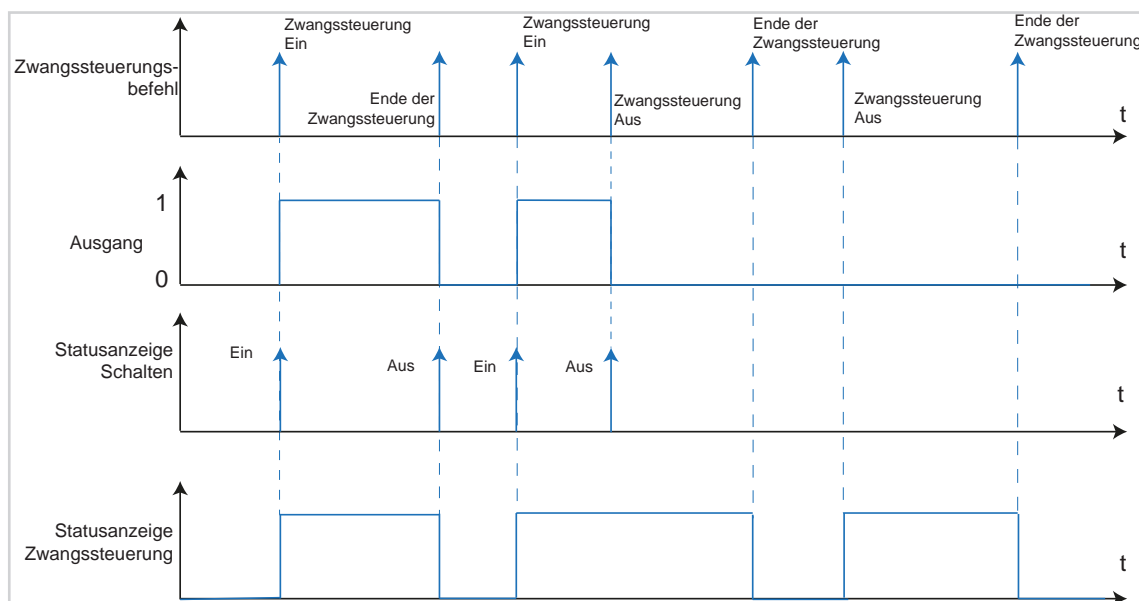 Zwangssteuerung
Ein
Zwangssteuerung
Ein
Ende der
Zwangssteuerung
Ende der
Zwangssteuerung
Zwangssteuerungs-
befehl
Ende der
Zwangssteuerung
Zwangssteuerung
Aus
Zwangssteuerung
Aus
t
1
Ausgang
0
t
Statusanzeige
Schalten
Ein
Aus
Ein
Aus
t
Statusanzeige
Zwangssteuerung
t